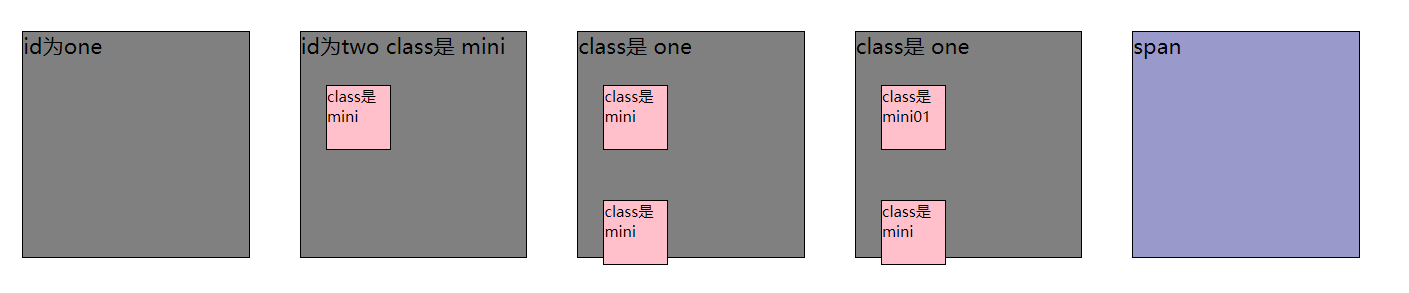 id为one
id为two class是 mini
class是
mini
class是 one
class是
mini
class是
mini
class是 one
class是
mini01
class是
mini
span